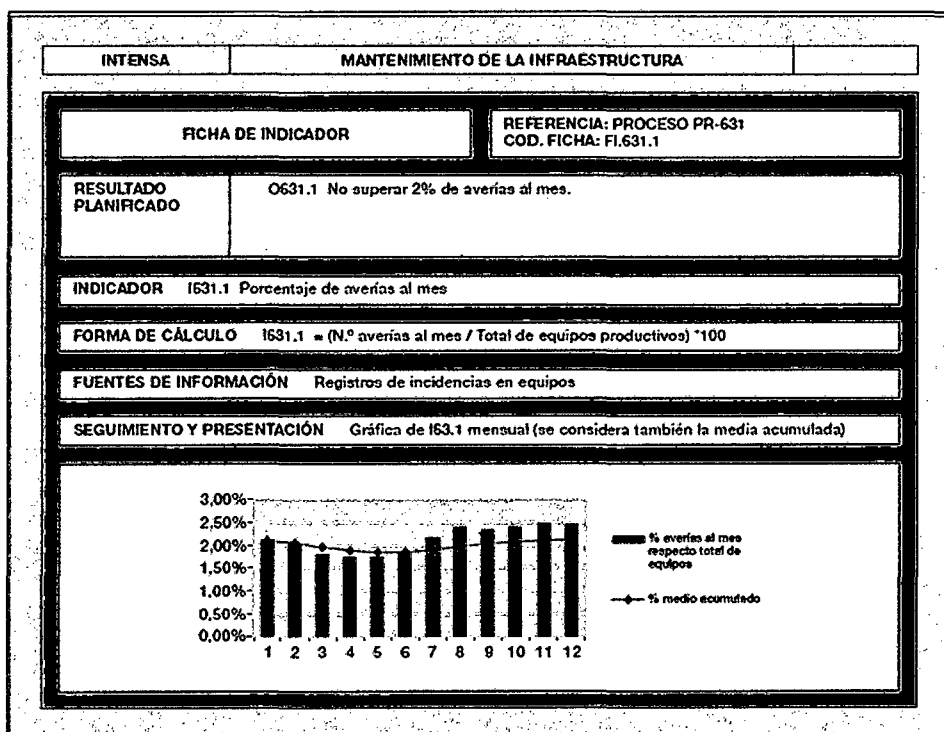 INTENSA
MANTENIMIENTO DE LA INFRAESTRUCTURA
FICHA DE INDICADOR
REFERENCIA: PROCESO PR-631
COD. FICHA: FI.631.1
RESULTADO
PLANIFICADO
O631.1 No superar 2% de averías al mes.
INDICADOR I631.1 Porcentaje de averías al mes
FORMA DE CÁLCULO I631.1 = (N.º averías al mes / Total de equipos productivos) *100
FUENTES DE INFORMACIÓN Registros de incidencias en equipos
SEGUIMIENTO Y PRESENTACIÓN Gráfica de I63.1 mensual (se considera también la media acumulada)
3,00%
2,50%
2,00%
1,50%
1,00%
0,50%
0,00%
1 2 3 4 5 6 7 8 9 10 11 12
% averías al mes
respecto total de
equipos
% medio acumulado